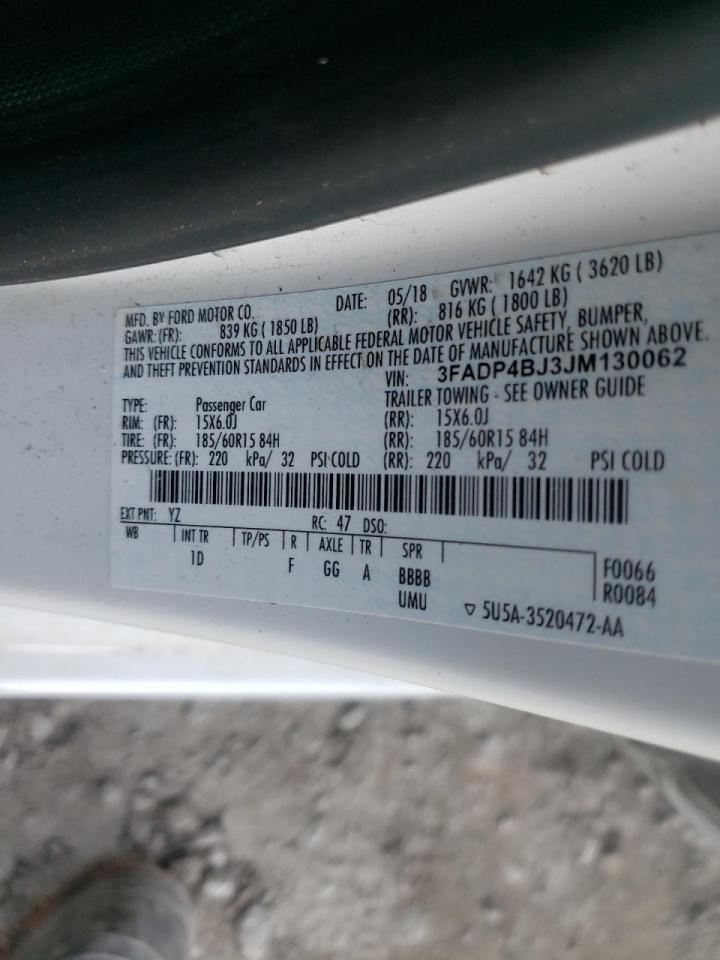 MFD. BY FORD MOTOR CO. DATE: 05/18 GVWR: 1642 KG ( 3620 LB)
GAWR: (FR): 839 KG ( 1850 LB) (RR): 816 KG ( 1800 LB)
THIS VEHICLE CONFORMS TO ALL APPLICABLE FEDERAL MOTOR VEHICLE SAFETY, BUMPER,
AND THEFT PREVENTION STANDARDS IN EFFECT ON THE DATE OF MANUFACTURE SHOWN ABOVE.
VIN: 3FADP4BJ3JM130062
TYPE: Passenger Car TRAILER TOWING - SEE OWNER GUIDE
RIM: (FR): 15X6.0J (RR): 15X6.0J
TIRE: (FR): 185/60R15 84H (RR): 185/60R15 84H
PRESSURE: (FR): 220 kPa/ 32 PSI COLD (RR): 220 kPa/ 32 PSI COLD
EXT PNT: YZ RC: 47 DSO:
WB INT TR TP/PS R AXLE TR SPR
1D F GG A BBBB F0066
UMU R0084
▽ 5U5A-3520472-AA